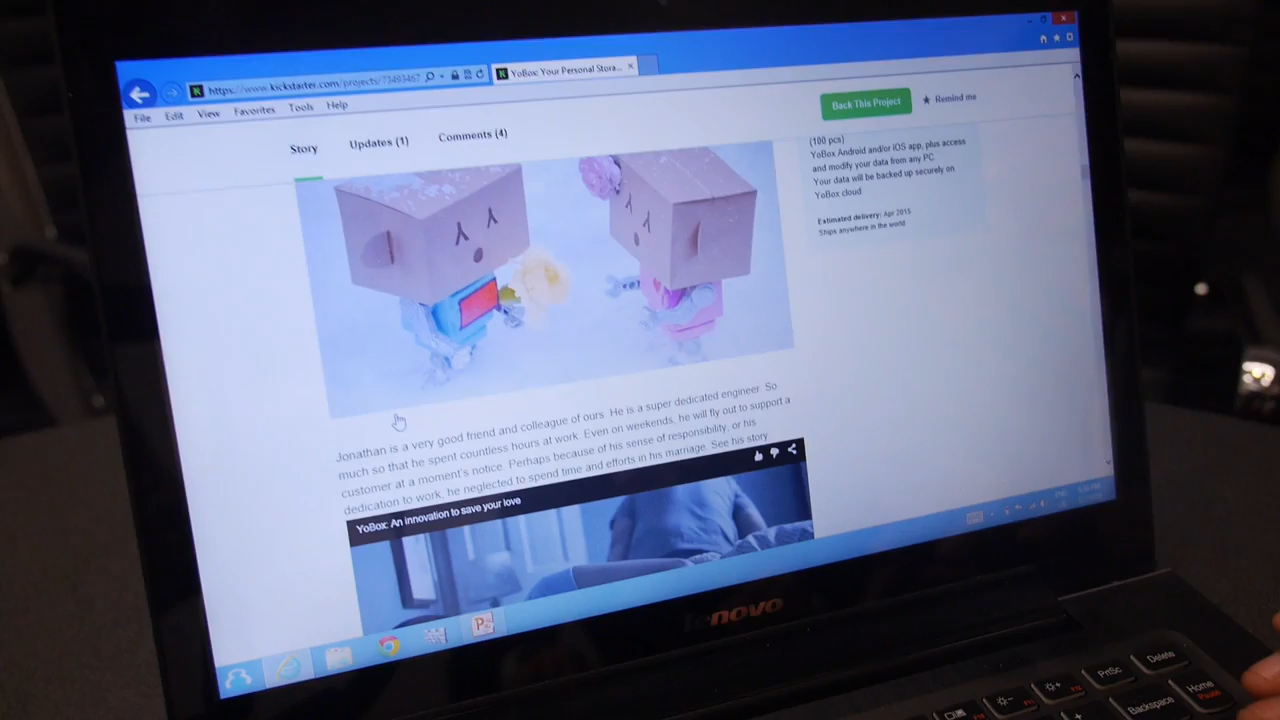 https://www.kickstarter.com/projects/73493467
YoBox: Your Personal Stora...
File Edit View Favorites Tools Help
Story Updates (1) Comments (4)
Back This Project
Remind me
(100 pcs)
YoBox Android and/or iOS app, plus access
and modify your data from any PC.
Your data will be backed up securely on
YoBox cloud
Estimated delivery: Apr 2015
Ships anywhere in the world
Jonathan is a very good friend and colleague of ours. He is a super dedicated engineer. So
much so that he spent countless hours at work. Even on weekends, he will fly out to support a
customer at a moment's notice. Perhaps because of his sense of responsibility, or his
dedication to work, he neglected to spend time and efforts in his marriage. See his story
YoBox: An innovation to save your love
lenovo
PrtSc
Delete
Backspace
Home
Pause
F11
F12